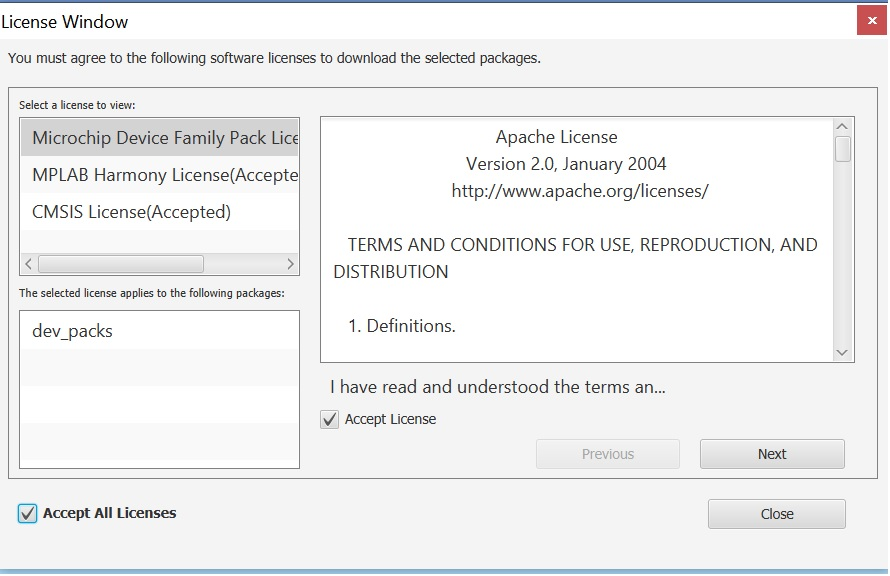 License Window
You must agree to the following software licenses to download the selected packages.
Select a license to view:
Microchip Device Family Pack Lice
MPLAB Harmony License(Accepte
CMSIS License(Accepted)
The selected license applies to the following packages:
dev_packs
Apache License
Version 2.0, January 2004
http://www.apache.org/licenses/
TERMS AND CONDITIONS FOR USE, REPRODUCTION, AND
DISTRIBUTION
1. Definitions.
I have read and understood the terms an...
Accept License
Previous
Next
Accept All Licenses
Close